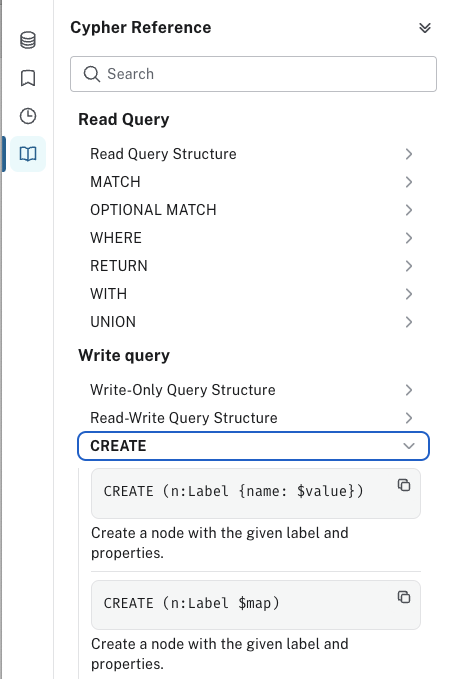 Cypher Reference
Search
Read Query
Read Query Structure
MATCH
OPTIONAL MATCH
WHERE
RETURN
WITH
UNION
Write query
Write-Only Query Structure
Read-Write Query Structure
CREATE
CREATE (n:Label {name: $value})
Create a node with the given label and
properties.
CREATE (n:Label $map)
Create a node with the given label and
properties.